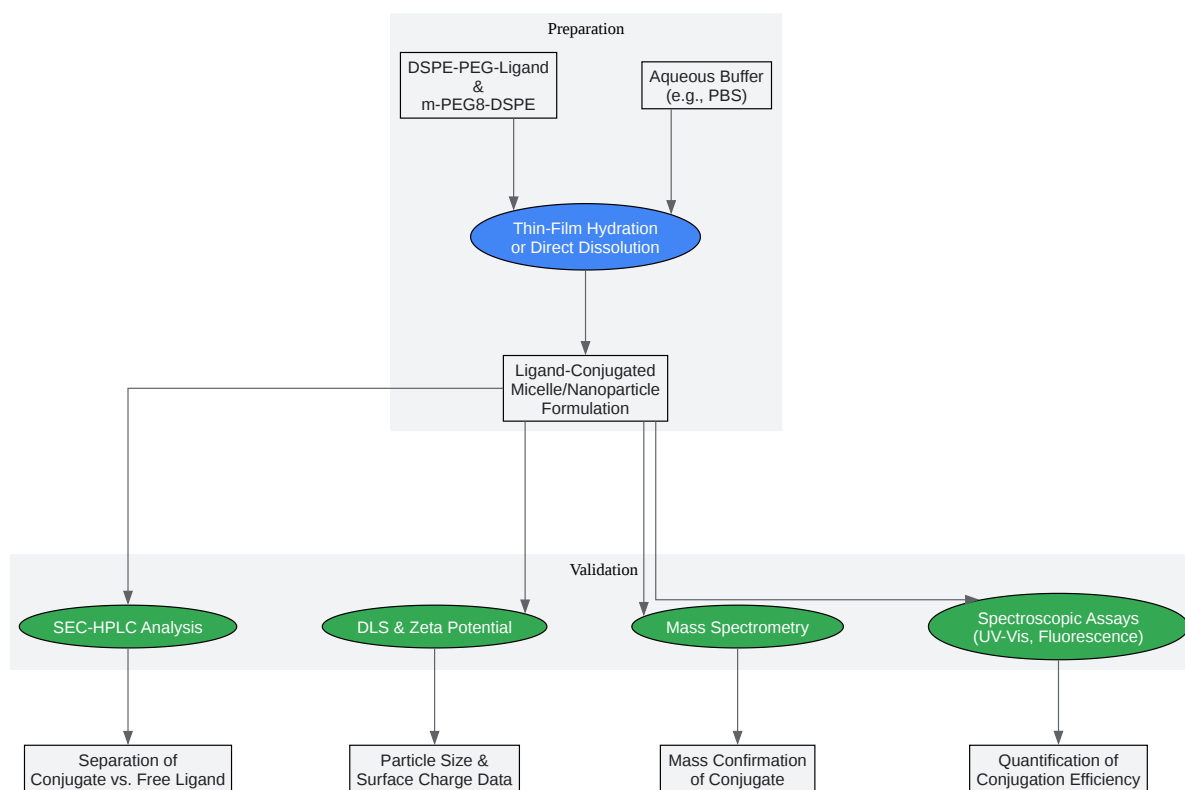 Preparation
DSPE-PEG-Ligand
&
m-PEG8-DSPE
Aqueous Buffer
(e.g., PBS)
Thin-Film Hydration
or Direct Dissolution
Ligand-Conjugated
Micelle/Nanoparticle
Formulation
Validation
SEC-HPLC Analysis
DLS & Zeta Potential
Mass Spectrometry
Spectroscopic Assays
(UV-Vis, Fluorescence)
Separation of
Conjugate vs. Free Ligand
Particle Size &
Surface Charge Data
Mass Confirmation
of Conjugate
Quantification of
Conjugation Efficiency